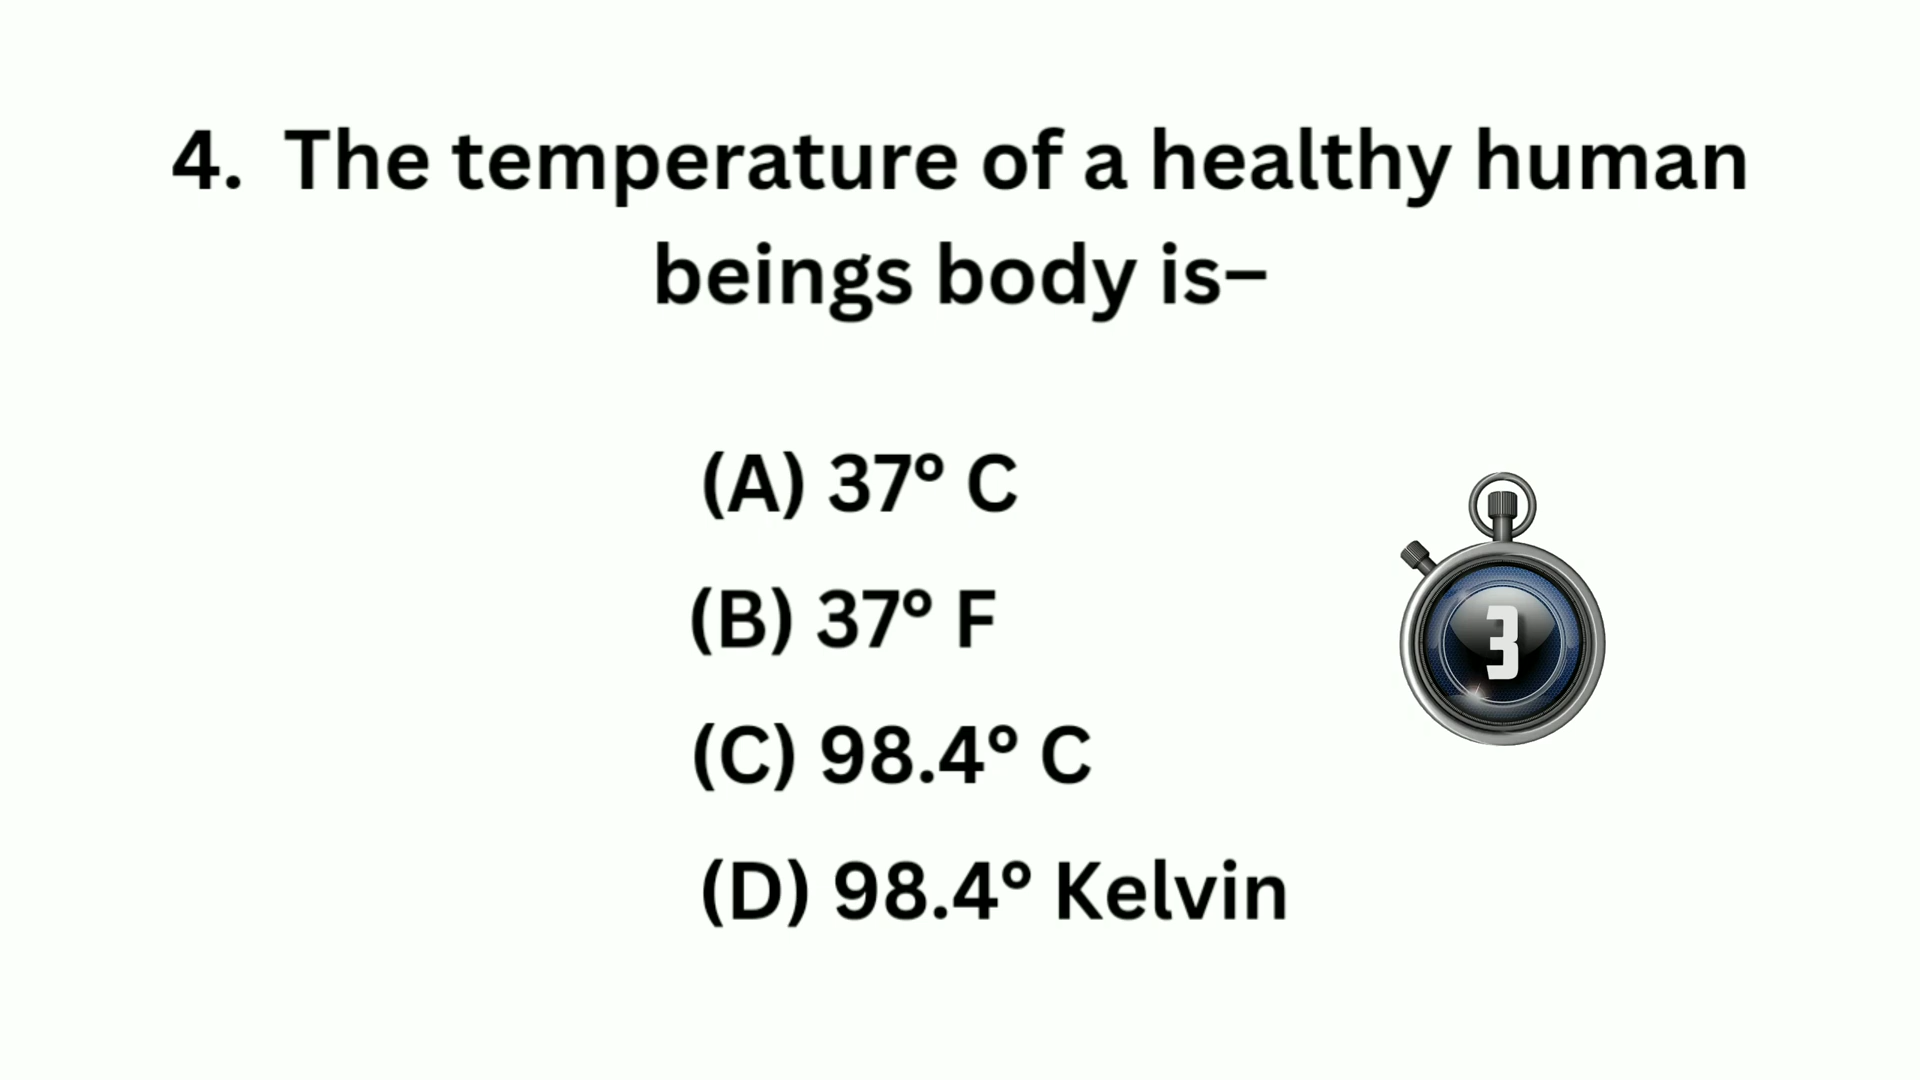 4. The temperature of a healthy human
beings body is–
(A) 37° C
(B) 37° F
3
(C) 98.4° C
(D) 98.4° Kelvin